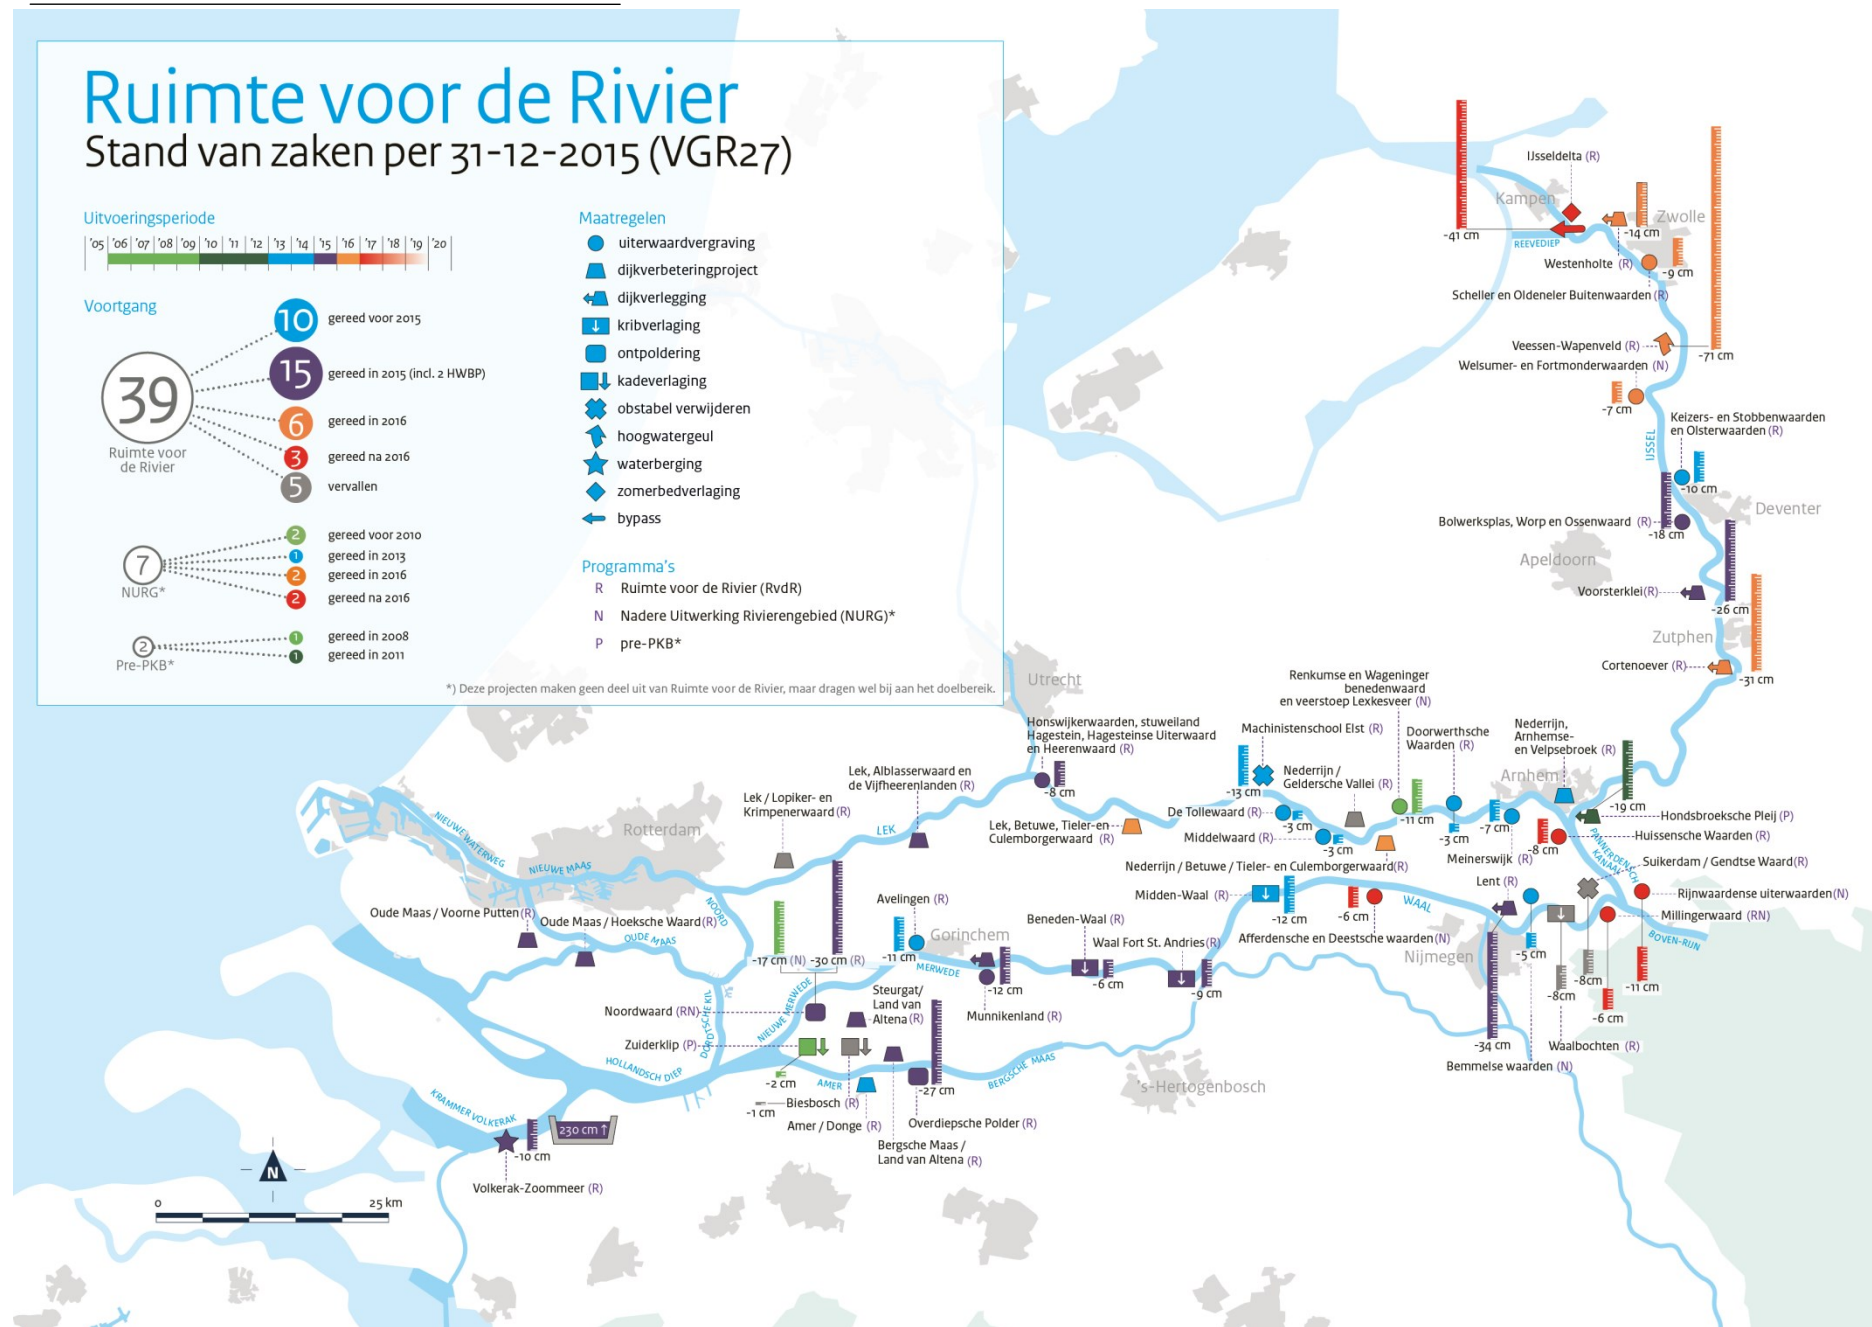 Ruimte voor de Rivier
Stand van zaken per 31-12-2015 (VGR27)
Uitvoeringsperiode
'05 '06 '07 '08 '09 '10 '11 '12 '13 '14 '15 '16 '17 '18 '19 '20
Voortgang
39
Ruimte voor
de Rivier
10 gereed voor 2015
15 gereed in 2015 (incl. 2 HWBP)
6 gereed in 2016
3 gereed na 2016
5 vervallen
7
NURG*
2 gereed voor 2010
1 gereed in 2013
2 gereed in 2016
2 gereed na 2016
2
Pre-PKB*
1 gereed in 2008
1 gereed in 2011
Maatregelen
uiterwaardvergraving
dijkverbeteringproject
dijkverlegging
kribverlaging
ontpoldering
kadeverlaging
obstabel verwijderen
hoogwatergeul
waterberging
zomerbedverlaging
bypass
Programma's
R Ruimte voor de Rivier (RvdR)
N Nadere Uitwerking Rivierengebied (NURG)*
P pre-PKB*
*) Deze projecten maken geen deel uit van Ruimte voor de Rivier, maar dragen wel bij aan het doelbereik.
IJsseldelta (R)
Kampen
Zwolle
-41 cm
REEVEDIEP
-14 cm
Westenholte (R)
-9 cm
Scheller en Oldeneler Buitenwaarden (R)
Veessen-Wapenveld (R)
-71 cm
Welsumer- en Fortmonderwaarden (N)
-7 cm
Keizers- en Stobbenwaarden
en Olsterwaarden (R)
IJSSEL
-10 cm
Deventer
Bolwerksplas, Worp en Ossenwaard (R)
-18 cm
Apeldoorn
Voorsterklei (R)
-26 cm
Zutphen
Cortenoever (R)
-31 cm
Utrecht
Renkumse en Wageninger
benedenwaard
en veerstoep Lexkesveer (N)
Honswijkerwaarden, stuweiland
Hagestein, Hagesteinse Uiterwaard
en Heerenwaard (R)
-8 cm
Machinistenschool Elst (R)
-13 cm
Doorwerthsche
Waarden (R)
Nederrijn,
Arnhemse-
en Velpsebroek (R)
Nederrijn /
Geldersche Vallei (R)
-11 cm
Arnhem
-19 cm
Lek, Alblasserwaard en
de Vijfheerenlanden (R)
Lek / Lopiker- en
Krimpenerwaard (R)
LEK
Lek, Betuwe, Tieler-en
Culemborgerwaard (R)
De Tollewaard (R)
-3 cm
Middelwaard (R)
-3 cm
-3 cm
-7 cm
Meinerswijk (R)
-8 cm
Hondsbroeksche Pleij (P)
Huissensche Waarden (R)
PANNERDENSCH
KANAAL
Suikerdam / Gendtse Waard (R)
Nederrijn / Betuwe / Tieler- en Culemborgerwaard (R)
Rijnwaardense uiterwaarden (N)
Millingerwaard (RN)
BOVEN-RIJN
Rotterdam
NIEUWE WATERWEG
NIEUWE MAAS
NOORD
Oude Maas / Voorne Putten (R)
Oude Maas / Hoeksche Waard (R)
OUDE MAAS
-17 cm (N)
-30 cm (R)
Avelingen (R)
-11 cm
Gorinchem
MERWEDE
-12 cm
Munnikenland (R)
Beneden-Waal (R)
-6 cm
Waal Fort St. Andries (R)
-9 cm
Midden-Waal (R)
-12 cm
-6 cm
Afferdensche en Deestsche waarden (N)
WAAL
Lent (R)
Nijmegen
-5 cm
-34 cm
-8cm
-8cm
-6 cm
-11 cm
Waalbochten (R)
Bemmelse waarden (N)
Steurgat/
Land van
Altena (R)
Noordwaard (RN)
NIEUWE MERWEDE
DORDTSCHE KIL
Zuiderklip (P)
-2 cm
HOLLANDSCH DIEP
AMER
-27 cm
BERGSCHE MAAS
-1 cm
Biesbosch (R)
Amer / Donge (R)
Overdiepsche Polder (R)
Bergsche Maas /
Land van Altena (R)
's-Hertogenbosch
KRAMMER VOLKERAK
230 cm ↑
-10 cm
Volkerak-Zoommeer (R)
N
0 25 km